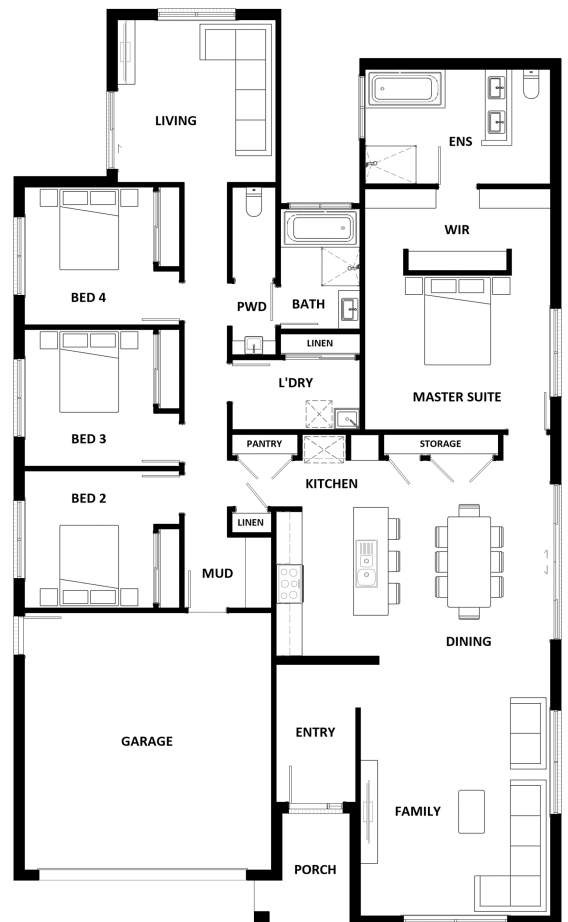 LIVING
ENS
WIR
BED 4
PWD
BATH
LINEN
L'DRY
MASTER SUITE
BED 3
PANTRY
STORAGE
KITCHEN
BED 2
LINEN
MUD
DINING
GARAGE
ENTRY
FAMILY
PORCH